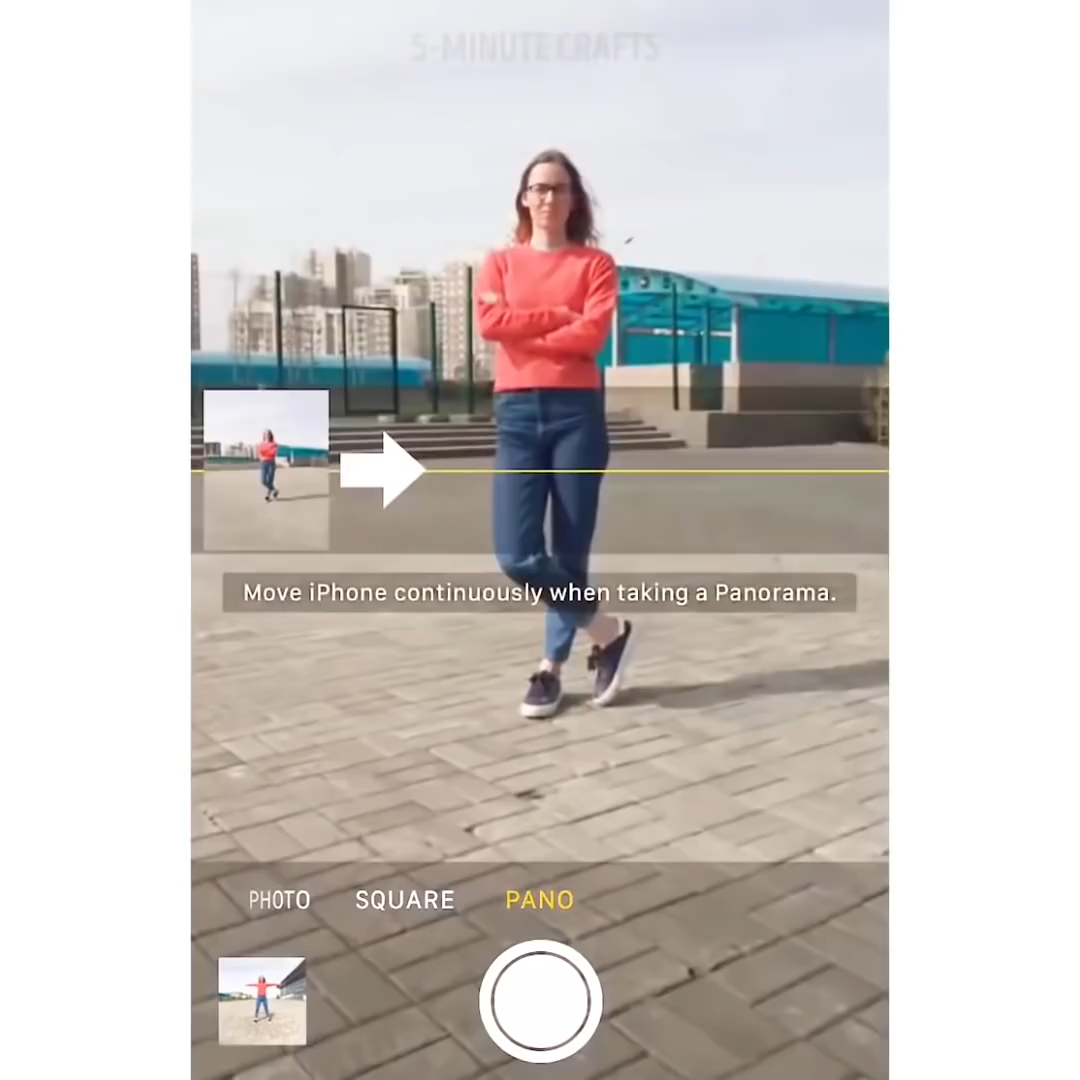 5-MINUTE CRAFTS
Move iPhone continuously when taking a Panorama.
PHOTO
SQUARE
PANO